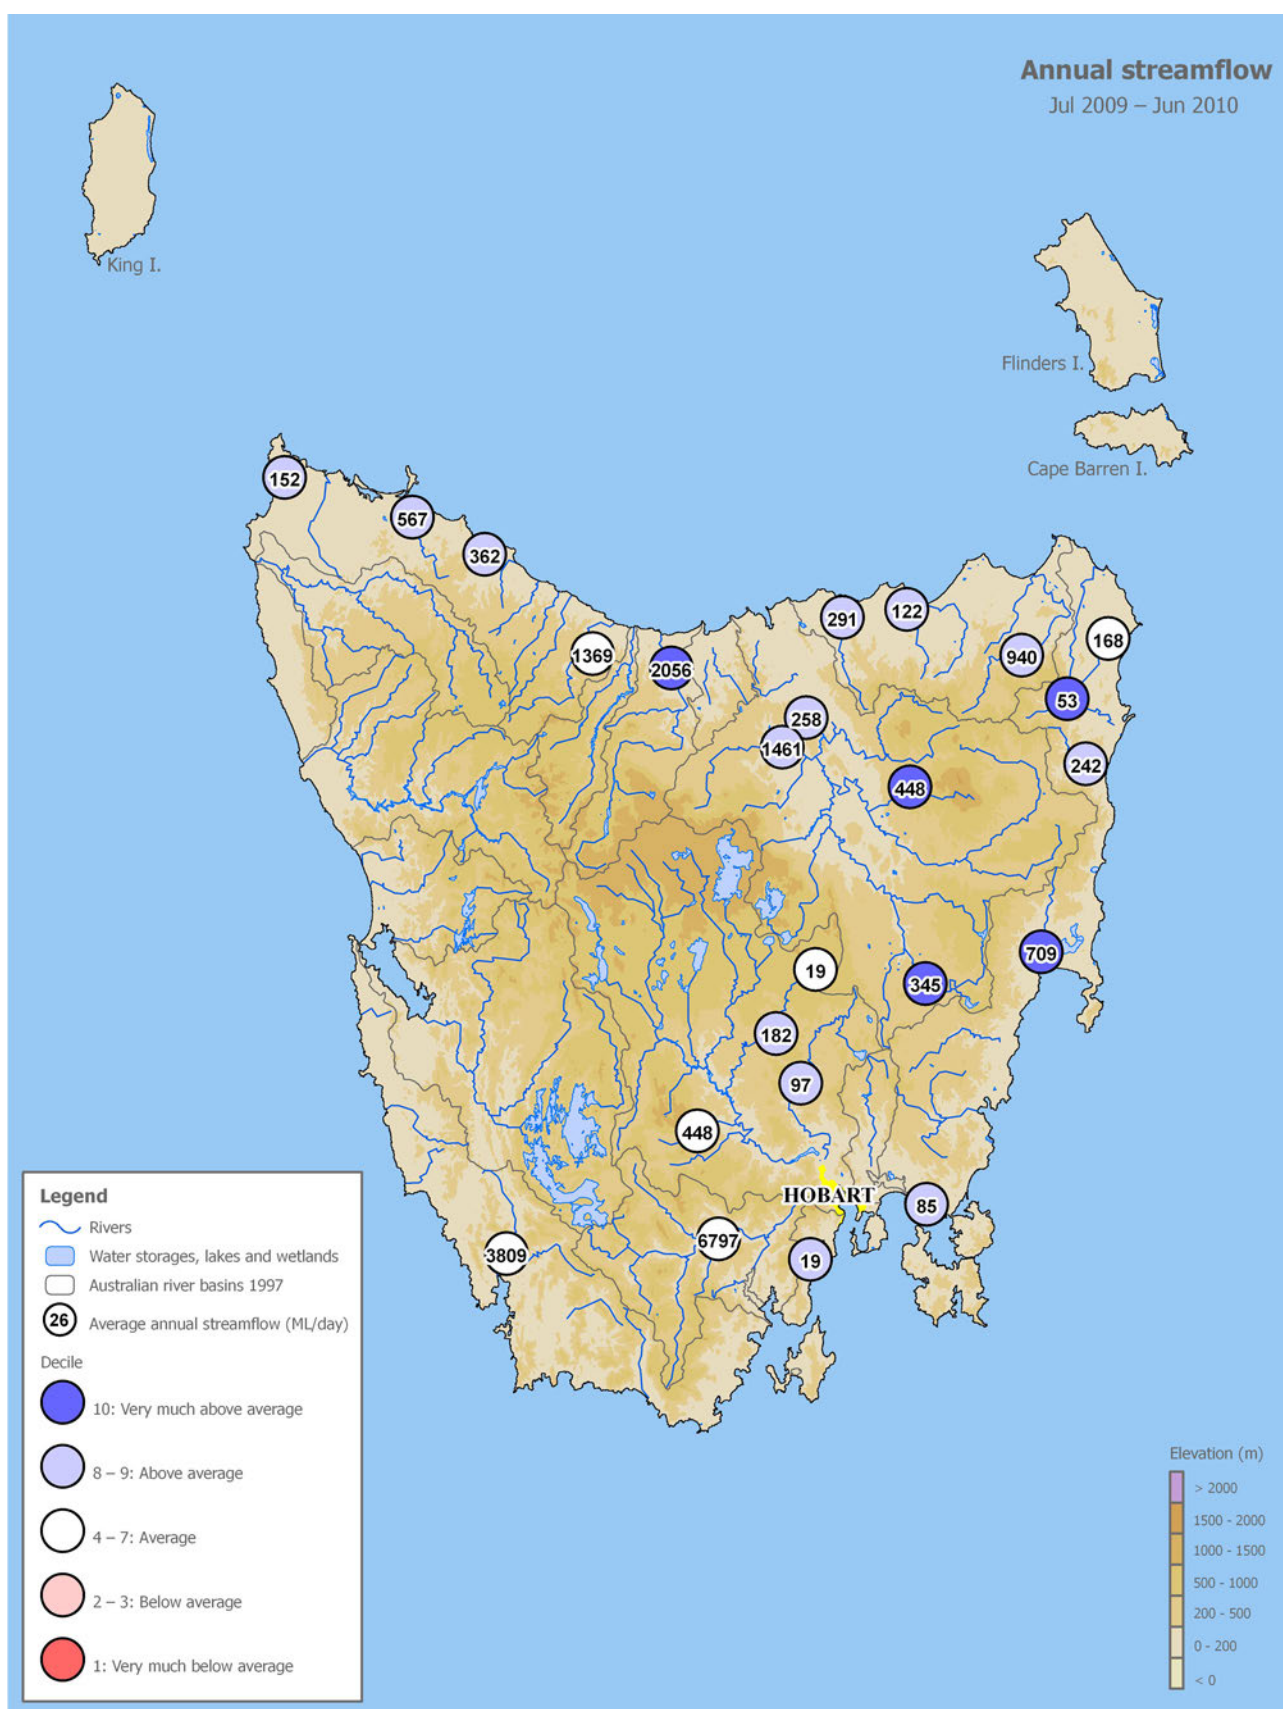 Annual streamflow
Jul 2009 – Jun 2010
King I.
Flinders I.
Cape Barren I.
152
567
362
291
122
1369
2056
940
168
53
258
1461
242
448
709
19
345
182
97
448
HOBART
85
3809
6797
19
Legend
Rivers
Water storages, lakes and wetlands
Australian river basins 1997
26 Average annual streamflow (ML/day)
Decile
10: Very much above average
8 – 9: Above average
4 – 7: Average
2 – 3: Below average
1: Very much below average
Elevation (m)
> 2000
1500 - 2000
1000 - 1500
500 - 1000
200 - 500
0 - 200
< 0